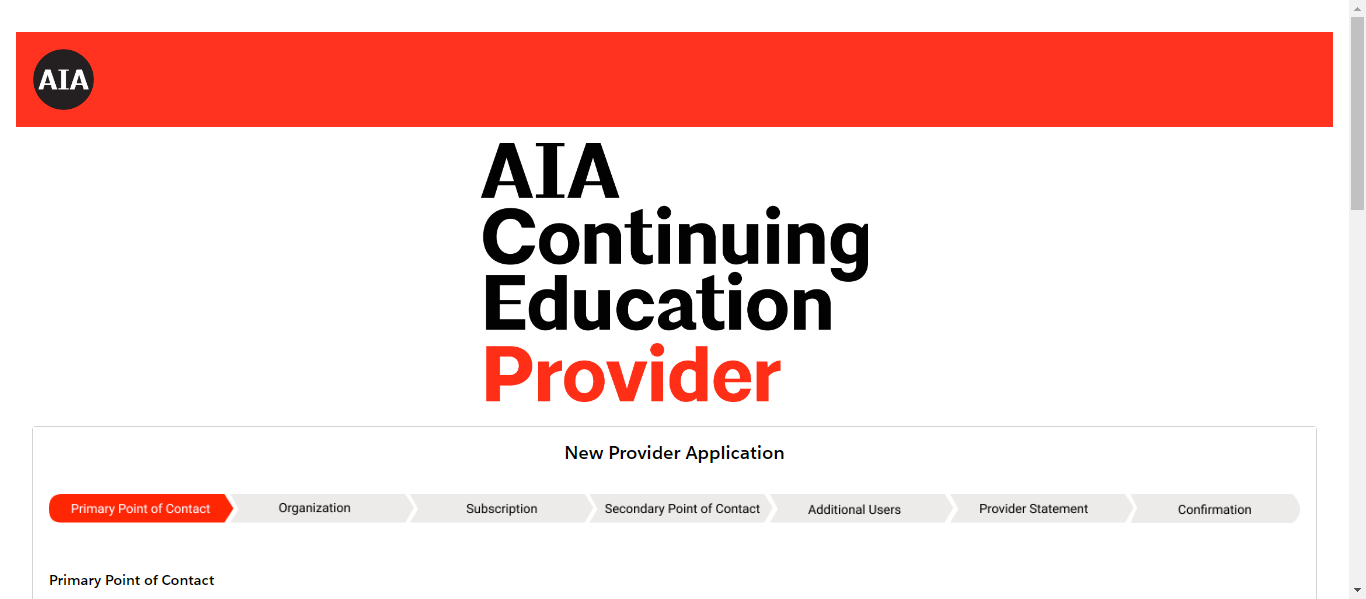 AIA
AIA
Continuing
Education
Provider
New Provider Application
Primary Point of Contact
Organization
Subscription
Secondary Point of Contact
Additional Users
Provider Statement
Confirmation
Primary Point of Contact